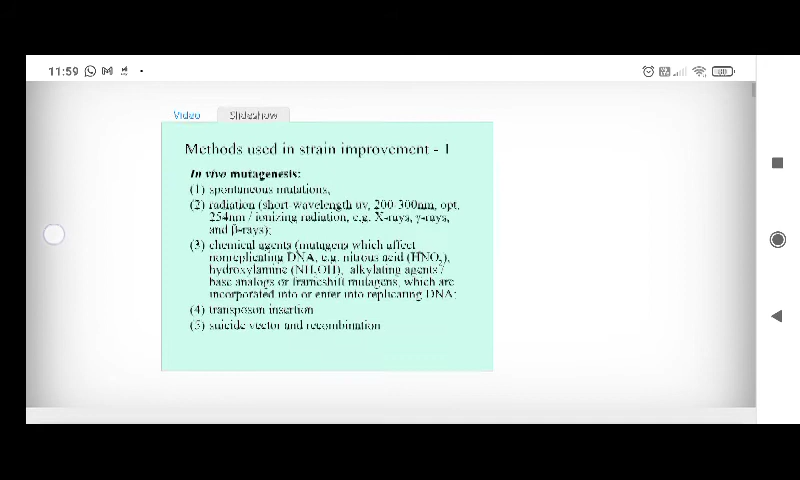 11:59
Video Slideshow
Methods used in strain improvement - 1
In vivo mutagenesis:
(1) spontaneous mutations,
(2) radiation (short-wavelength uv, 200-300nm, opt.
254nm / ionizing radiation, e.g. X-rays, γ-rays,
and β-rays);
(3) chemical agents (mutagens which affect
nonreplicating DNA, e.g. nitrous acid (HNO₂),
hydroxylamine (NH₂OH), alkylating agents /
base analogs or frameshift mutagens, which are
incorporated into or enter into replicating DNA;
(4) transposon insertion
(5) suicide vector and recombination